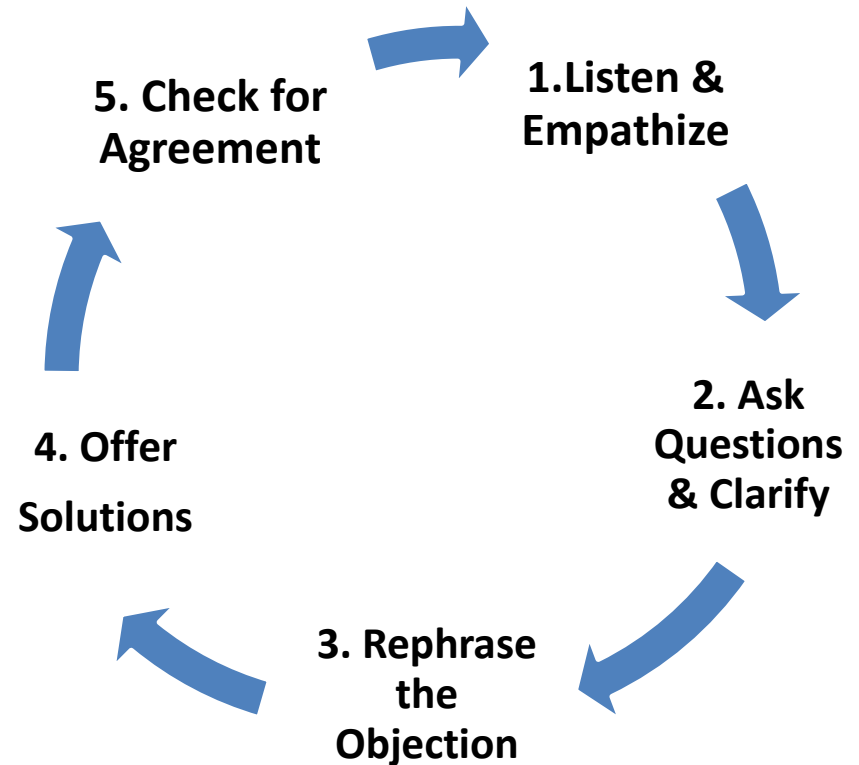 1.Listen &
Empathize
2. Ask
Questions
& Clarify
3. Rephrase
the
Objection
4. Offer
Solutions
5. Check for
Agreement